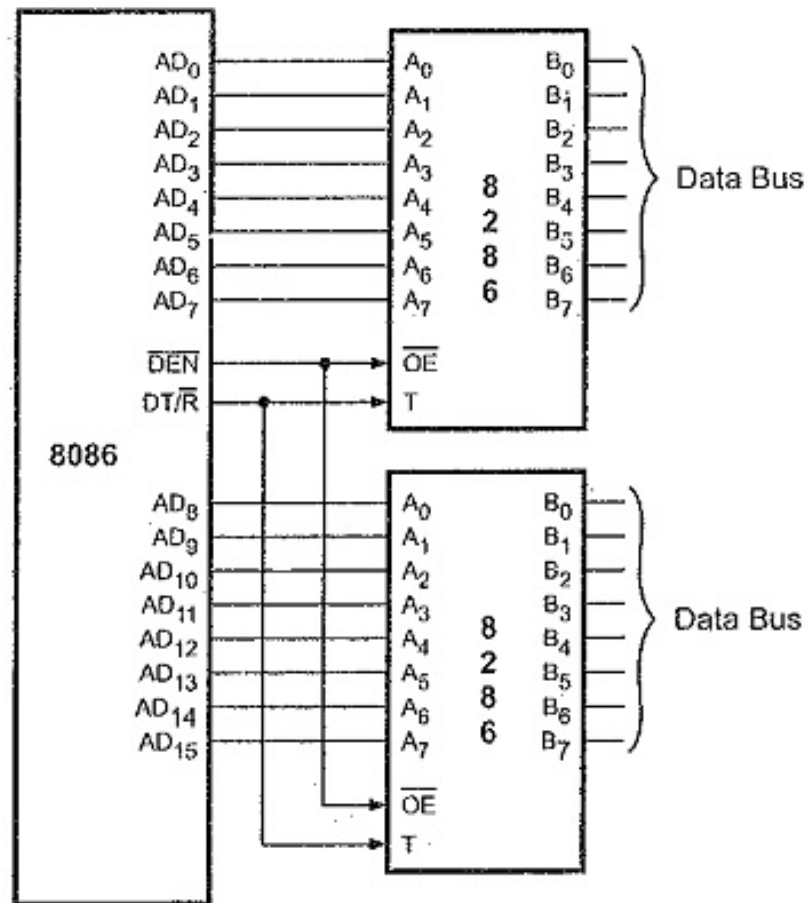 8086
AD₀
AD₁
AD₂
AD₃
AD₄
AD₅
AD₆
AD₇
D̅E̅N̅
DT/R̅
AD₈
AD₉
AD₁₀
AD₁₁
AD₁₂
AD₁₃
AD₁₄
AD₁₅
A₀ B₀
A₁ B₁
A₂ B₂
A₃ B₃
A₄ B₄
A₅ B₅
A₆ B₆
A₇ B₇
8
2
8
6
O̅E̅
T
Data Bus
A₀ B₀
A₁ B₁
A₂ B₂
A₃ B₃
A₄ B₄
A₅ B₅
A₆ B₆
A₇ B₇
8
2
8
6
O̅E̅
T
Data Bus